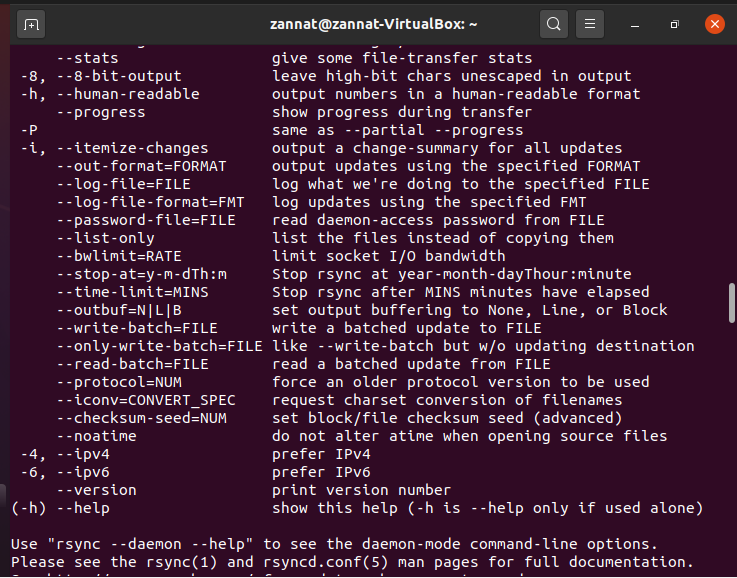 zannat@zannat-VirtualBox: ~
--stats give some file-transfer stats
-8, --8-bit-output leave high-bit chars unescaped in output
-h, --human-readable output numbers in a human-readable format
--progress show progress during transfer
-P same as --partial --progress
-i, --itemize-changes output a change-summary for all updates
--out-format=FORMAT output updates using the specified FORMAT
--log-file=FILE log what we're doing to the specified FILE
--log-file-format=FMT log updates using the specified FMT
--password-file=FILE read daemon-access password from FILE
--list-only list the files instead of copying them
--bwlimit=RATE limit socket I/O bandwidth
--stop-at=y-m-dTh:m Stop rsync at year-month-dayThour:minute
--time-limit=MINS Stop rsync after MINS minutes have elapsed
--outbuf=N|L|B set output buffering to None, Line, or Block
--write-batch=FILE write a batched update to FILE
--only-write-batch=FILE like --write-batch but w/o updating destination
--read-batch=FILE read a batched update from FILE
--protocol=NUM force an older protocol version to be used
--iconv=CONVERT_SPEC request charset conversion of filenames
--checksum-seed=NUM set block/file checksum seed (advanced)
--noatime do not alter atime when opening source files
-4, --ipv4 prefer IPv4
-6, --ipv6 prefer IPv6
--version print version number
(-h) --help show this help (-h is --help only if used alone)
Use "rsync --daemon --help" to see the daemon-mode command-line options.
Please see the rsync(1) and rsyncd.conf(5) man pages for full documentation.